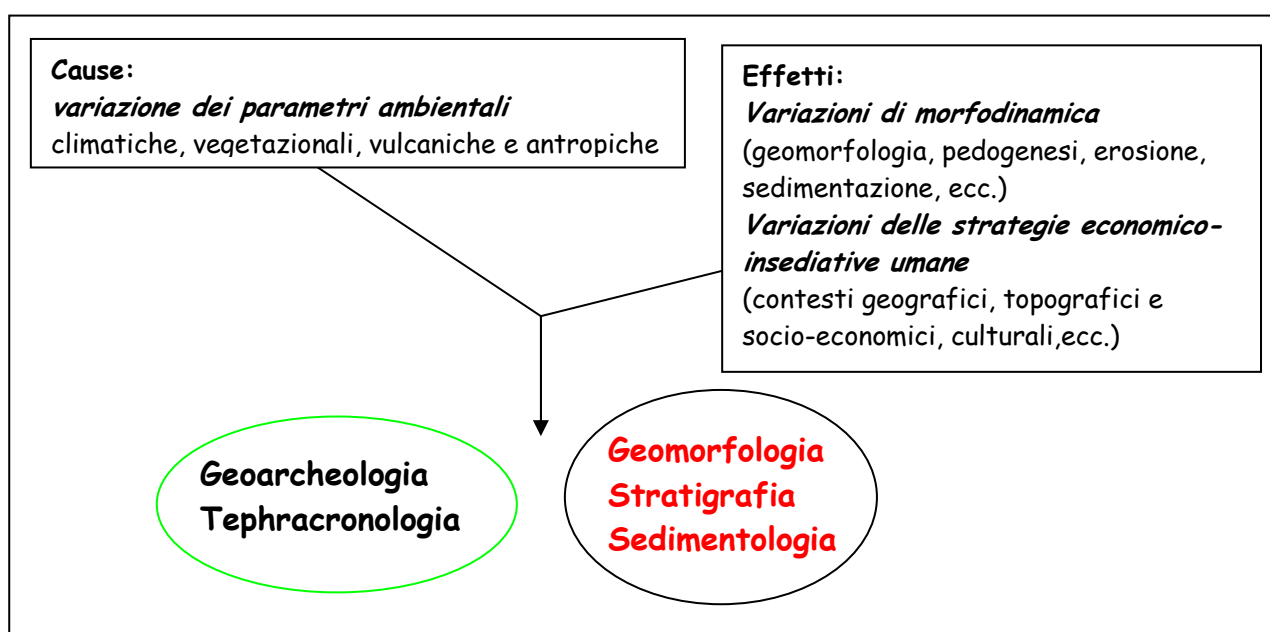 Cause:
variazione dei parametri ambientali
climatiche, vegetazionali, vulcaniche e antropiche
Effetti:
Variazioni di morfodinamica
(geomorfologia, pedogenesi, erosione,
sedimentazione, ecc.)
Variazioni delle strategie economico-
insediative umane
(contesti geografici, topografici e
socio-economici, culturali,ecc.)
Geoarcheologia
Tephracronologia
Geomorfologia
Stratigrafia
Sedimentologia